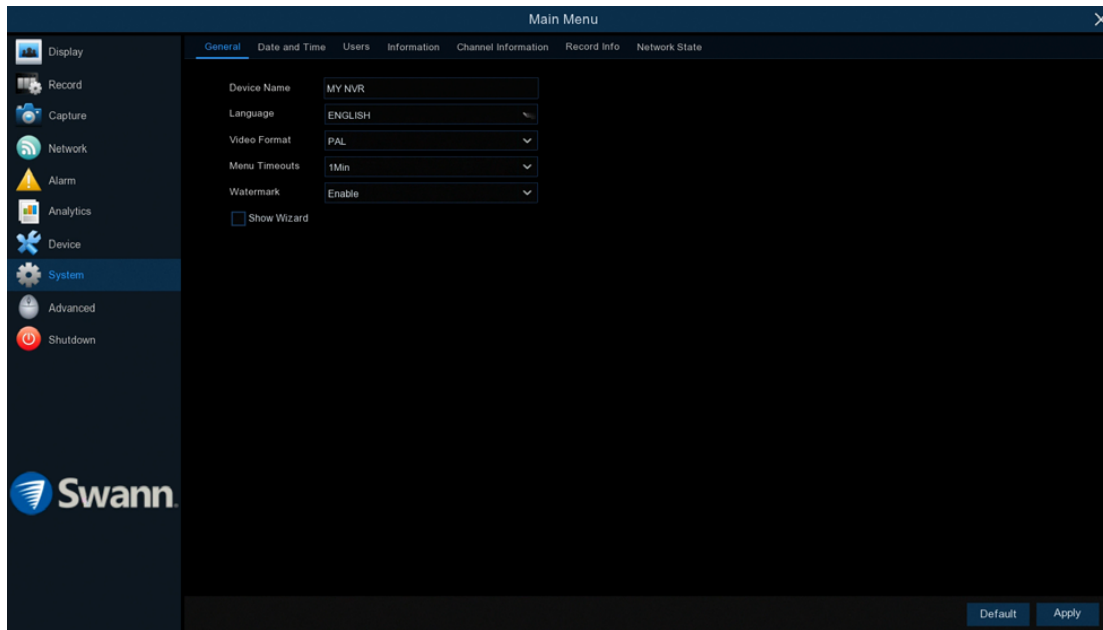 Main Menu
Display
Record
Capture
Network
Alarm
Analytics
Device
System
Advanced
Shutdown
Swann
General Date and Time Users Information Channel Information Record Info Network State
Device Name MY NVR
Language ENGLISH
Video Format PAL
Menu Timeouts 1Min
Watermark Enable
Show Wizard
Default Apply